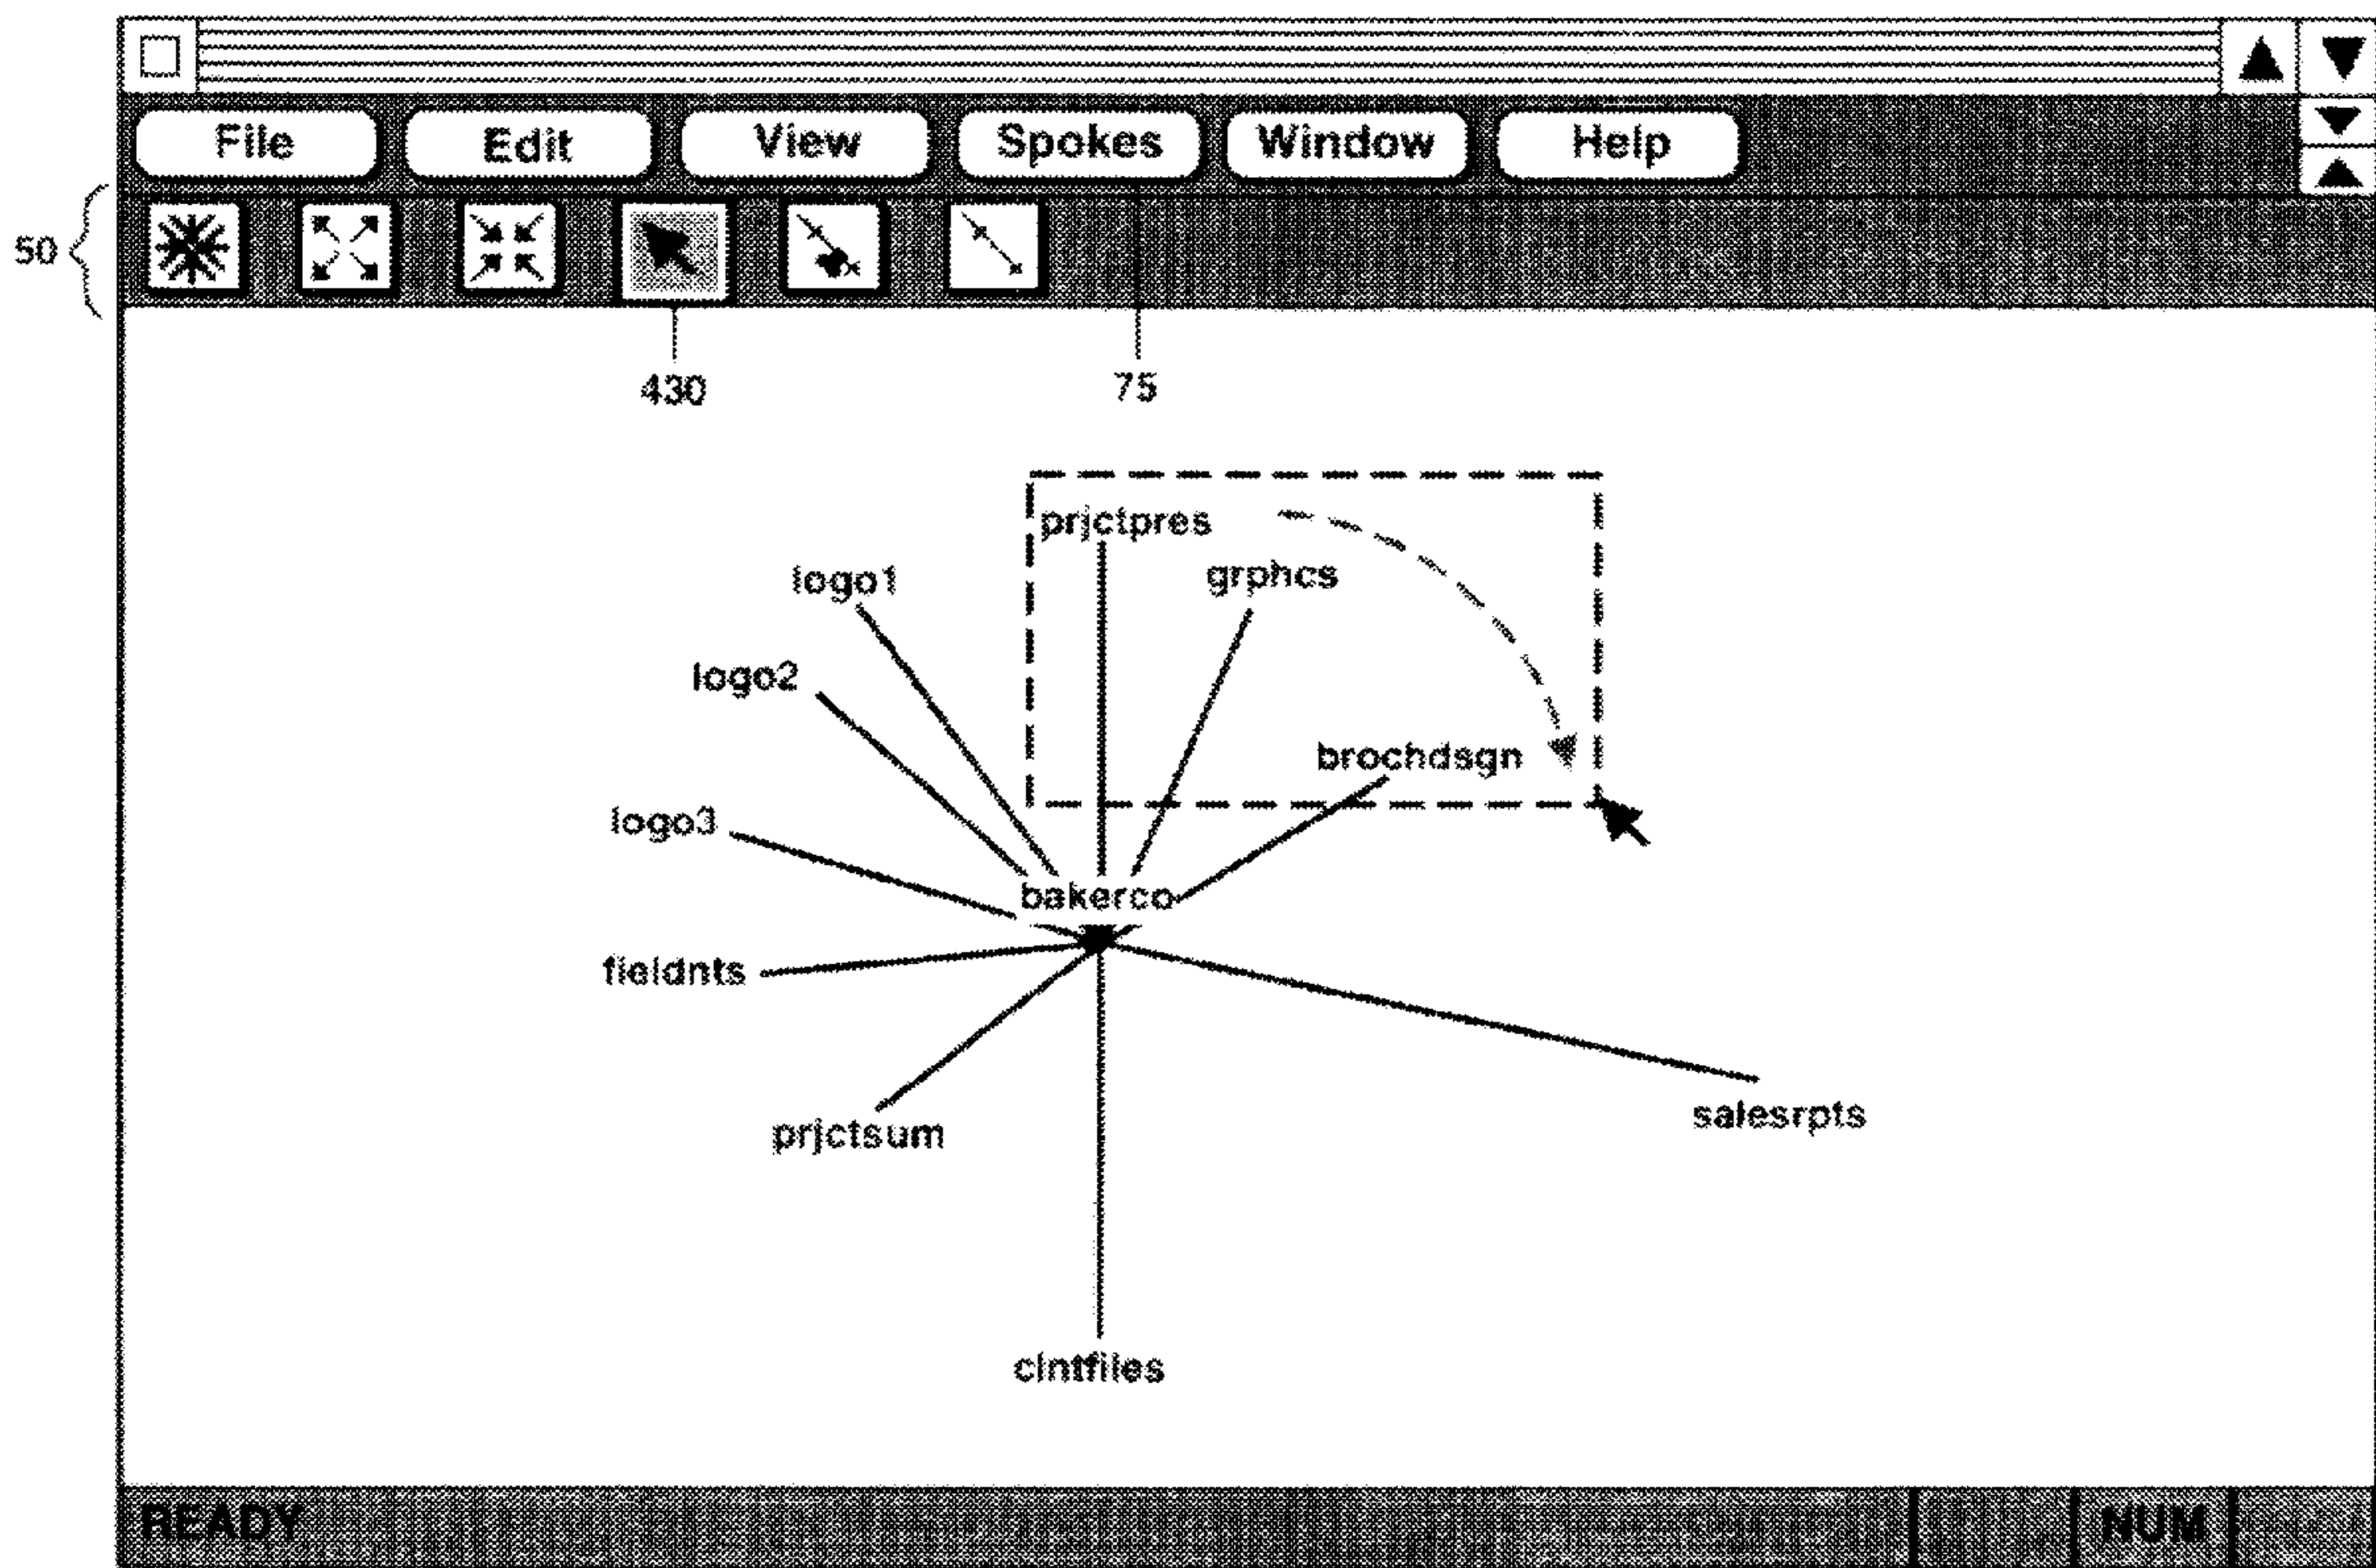 File Edit View Spokes Window Help
50
430 75
prjctpres
logo1
grphcs
logo2
brochdsgn
logo3
bakerco
fieldnts
salesrpts
prjctsum
clntfiles
READY NUM